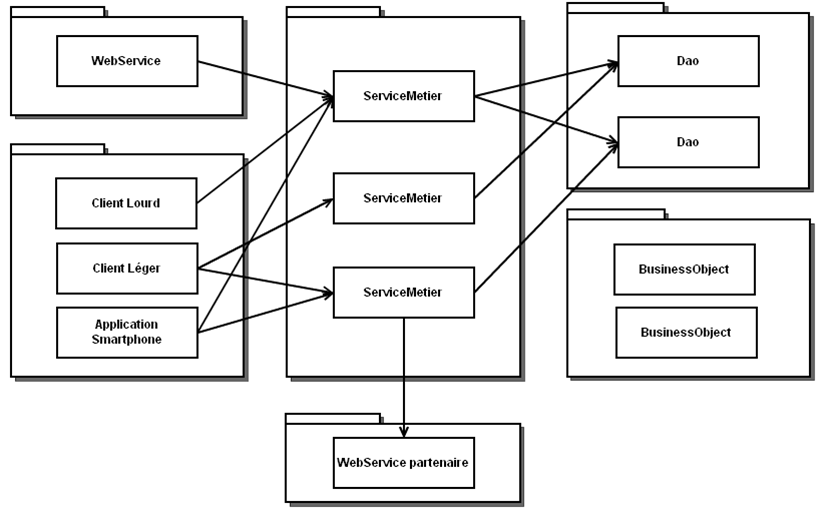 WebService
Client Lourd
Client Léger
Application
Smartphone
ServiceMetier
ServiceMetier
ServiceMetier
WebService partenaire
Dao
Dao
BusinessObject
BusinessObject